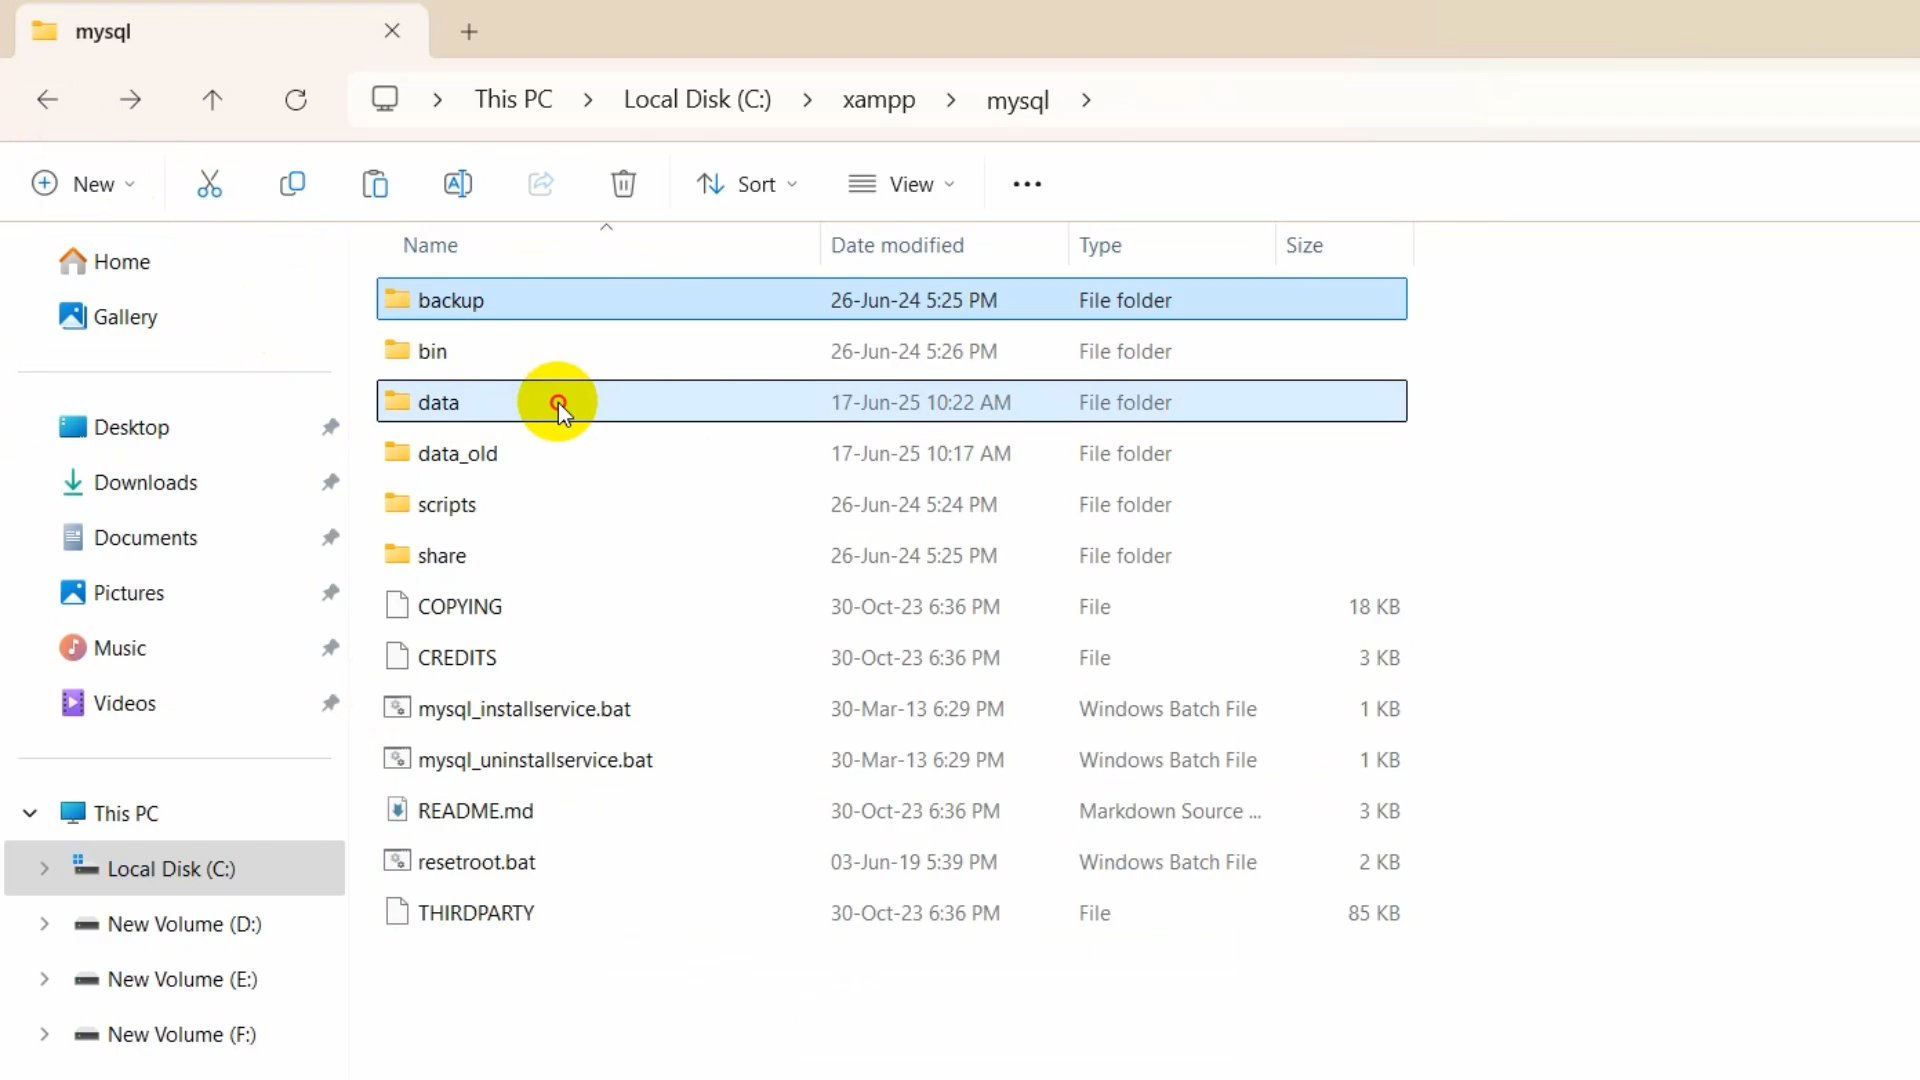 mysql
This PC
Local Disk (C:)
xampp
mysql
New
Sort
View
Name
Date modified
Type
Size
Home
Gallery
Desktop
Downloads
Documents
Pictures
Music
Videos
This PC
Local Disk (C:)
New Volume (D:)
New Volume (E:)
New Volume (F:)
backup 26-Jun-24 5:25 PM File folder
bin 26-Jun-24 5:26 PM File folder
data 17-Jun-25 10:22 AM File folder
data_old 17-Jun-25 10:17 AM File folder
scripts 26-Jun-24 5:24 PM File folder
share 26-Jun-24 5:25 PM File folder
COPYING 30-Oct-23 6:36 PM File 18 KB
CREDITS 30-Oct-23 6:36 PM File 3 KB
mysql_installservice.bat 30-Mar-13 6:29 PM Windows Batch File 1 KB
mysql_uninstallservice.bat 30-Mar-13 6:29 PM Windows Batch File 1 KB
README.md 30-Oct-23 6:36 PM Markdown Source ... 3 KB
resetroot.bat 03-Jun-19 5:39 PM Windows Batch File 2 KB
THIRDPARTY 30-Oct-23 6:36 PM File 85 KB